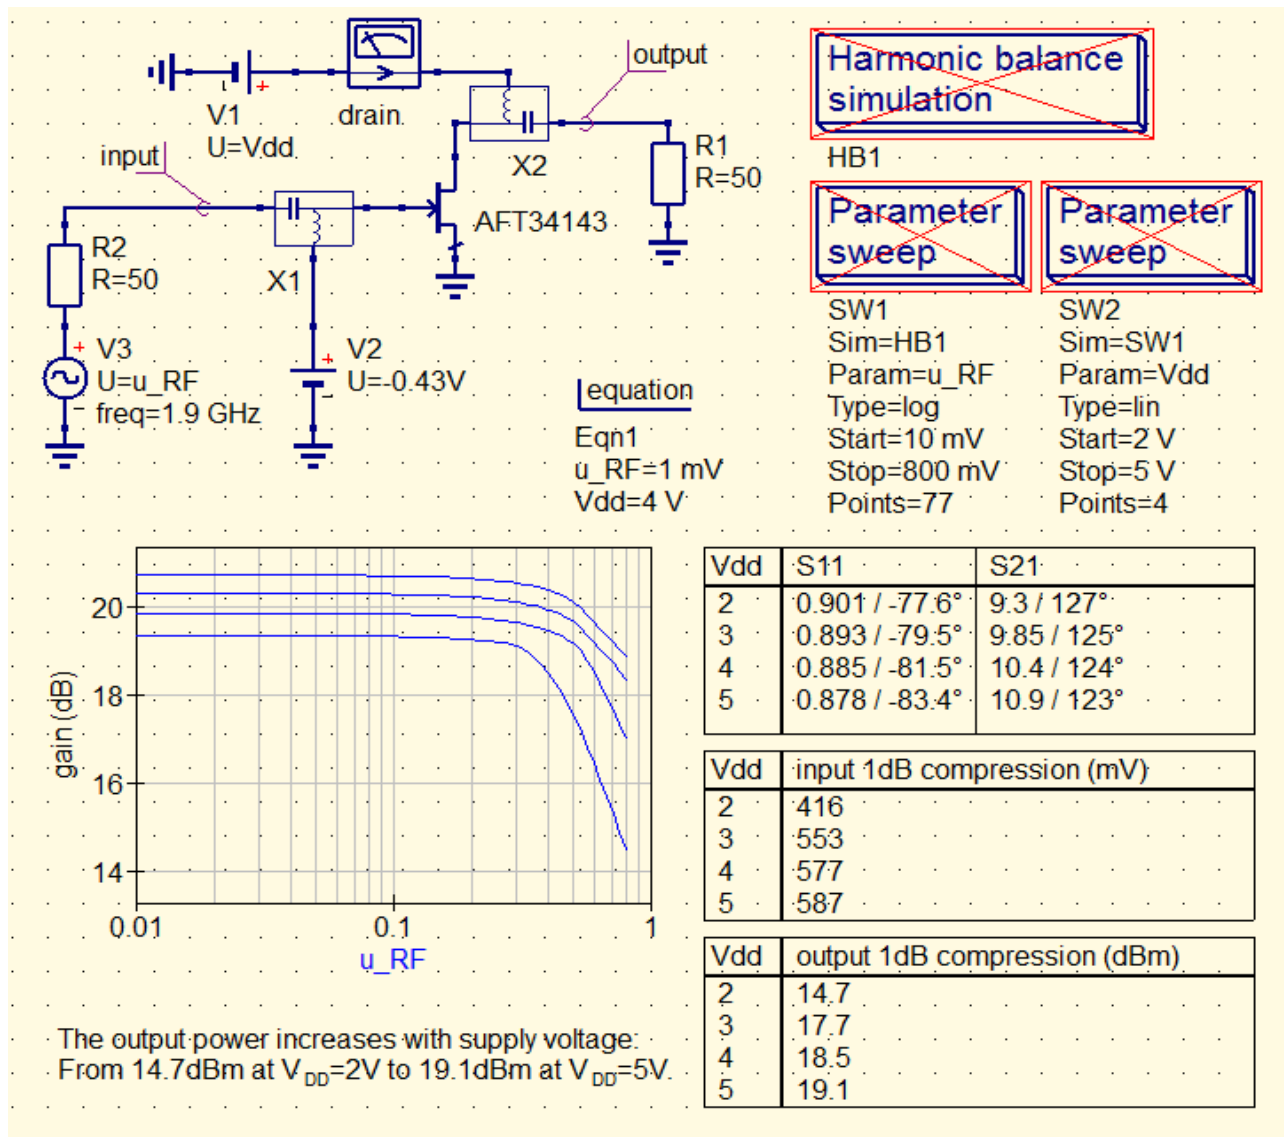 output
Harmonic balance
simulation
V1
U=Vdd
drain
input
X2
R1
R=50
HB1
AFT34143
Parameter
sweep
Parameter
sweep
R2
R=50
X1
SW1
Sim=HB1
Param=u_RF
Type=log
Start=10 mV
Stop=800 mV
Points=77
SW2
Sim=SW1
Param=Vdd
Type=lin
Start=2 V
Stop=5 V
Points=4
V3
U=u_RF
freq=1.9 GHz
V2
U=-0.43V
equation
Eqn1
u_RF=1 mV
Vdd=4 V
gain (dB)
20
18
16
14
0.01 0.1 1
u_RF
Vdd S11 S21
2 0.901 / -77.6° 9.3 / 127°
3 0.893 / -79.5° 9.85 / 125°
4 0.885 / -81.5° 10.4 / 124°
5 0.878 / -83.4° 10.9 / 123°
Vdd input 1dB compression (mV)
2 416
3 553
4 577
5 587
Vdd output 1dB compression (dBm)
2 14.7
3 17.7
4 18.5
5 19.1
The output power increases with supply voltage:
From 14.7dBm at VDD=2V to 19.1dBm at VDD=5V.